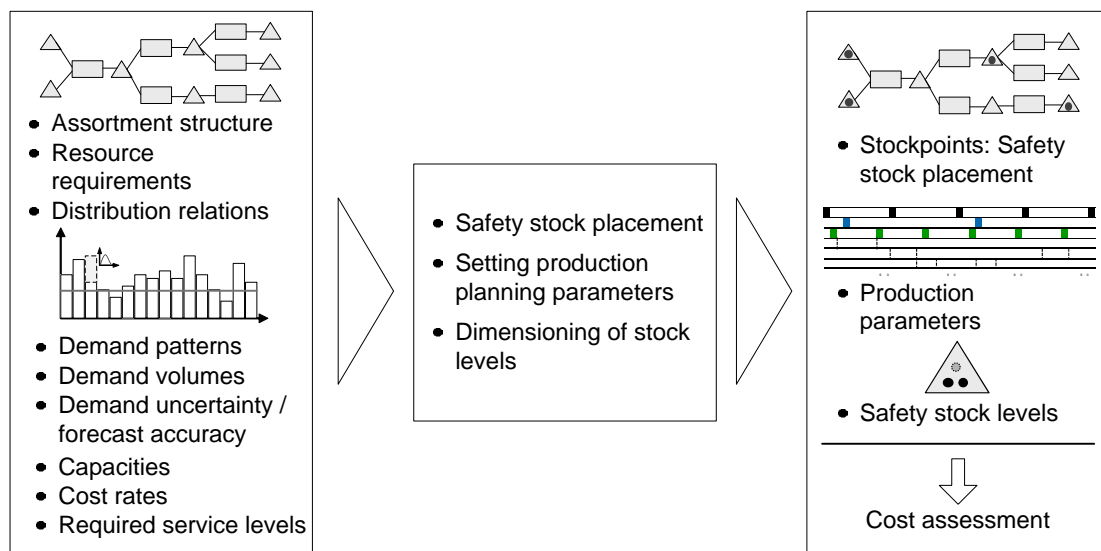 • Assortment structure
• Resource
requirements
• Distribution relations
• Demand patterns
• Demand volumes
• Demand uncertainty /
forecast accuracy
• Capacities
• Cost rates
• Required service levels
• Safety stock placement
• Setting production
planning parameters
• Dimensioning of stock
levels
• Stockpoints: Safety
stock placement
• Production
parameters
• Safety stock levels
Cost assessment